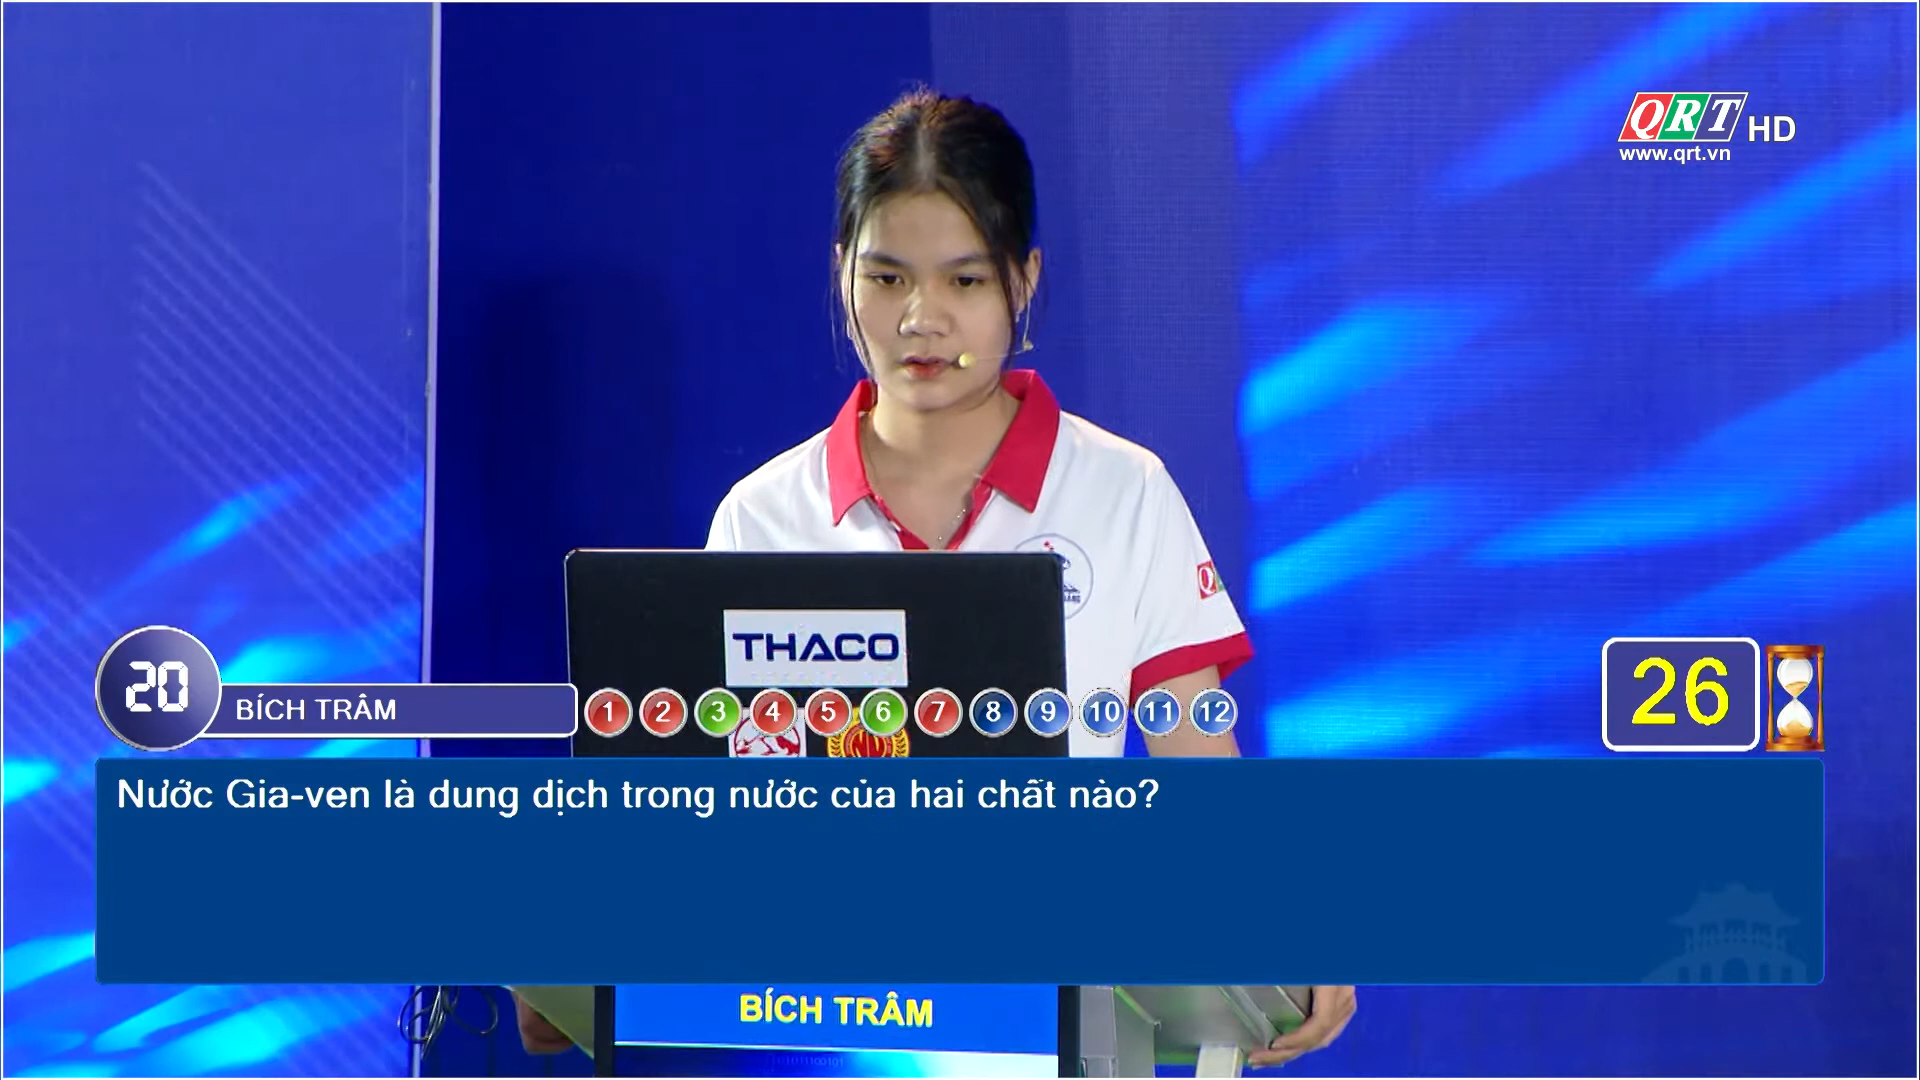 QRT HD
www.qrt.vn
THACO
20
BÍCH TRÂM
1 2 3 4 5 6 7 8 9 10 11 12
26
Nước Gia-ven là dung dịch trong nước của hai chất nào?
BÍCH TRÂM